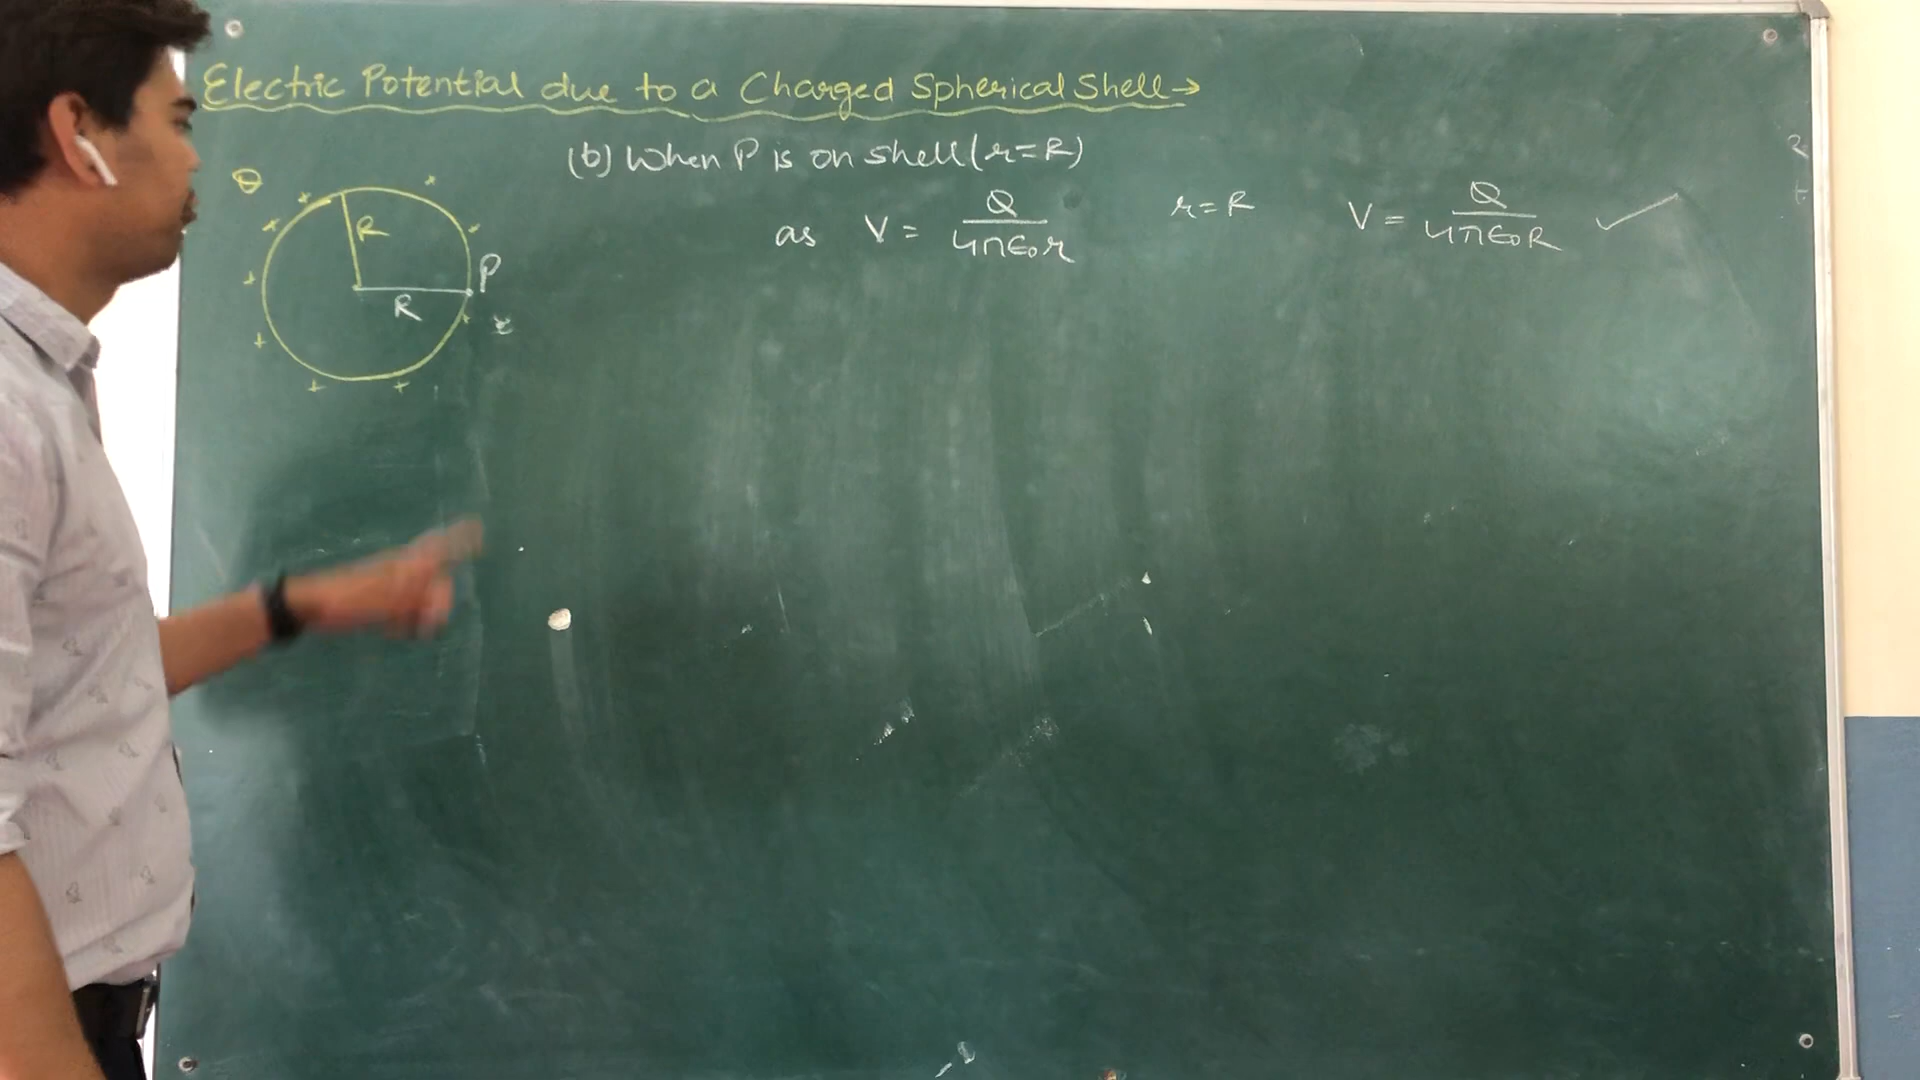 Electric Potential due to a Charged Spherical Shell→
(b) When P is on shell (r=R)
Q
R
P
R
as V = Q / 4πϵ₀r r=R V = Q / 4πϵ₀R ✓